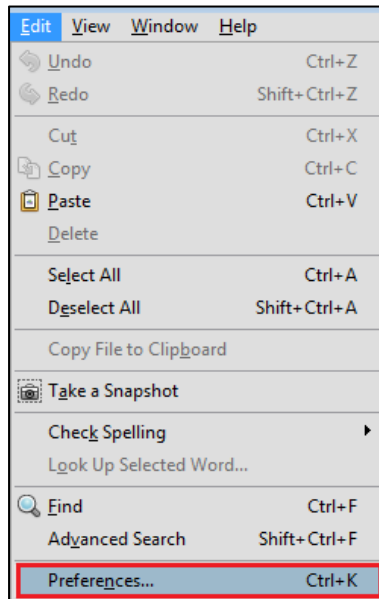 Edit View Window Help
Undo Ctrl+Z
Redo Shift+Ctrl+Z
Cut Ctrl+X
Copy Ctrl+C
Paste Ctrl+V
Delete
Select All Ctrl+A
Deselect All Shift+Ctrl+A
Copy File to Clipboard
Take a Snapshot
Check Spelling
Look Up Selected Word...
Find Ctrl+F
Advanced Search Shift+Ctrl+F
Preferences... Ctrl+K